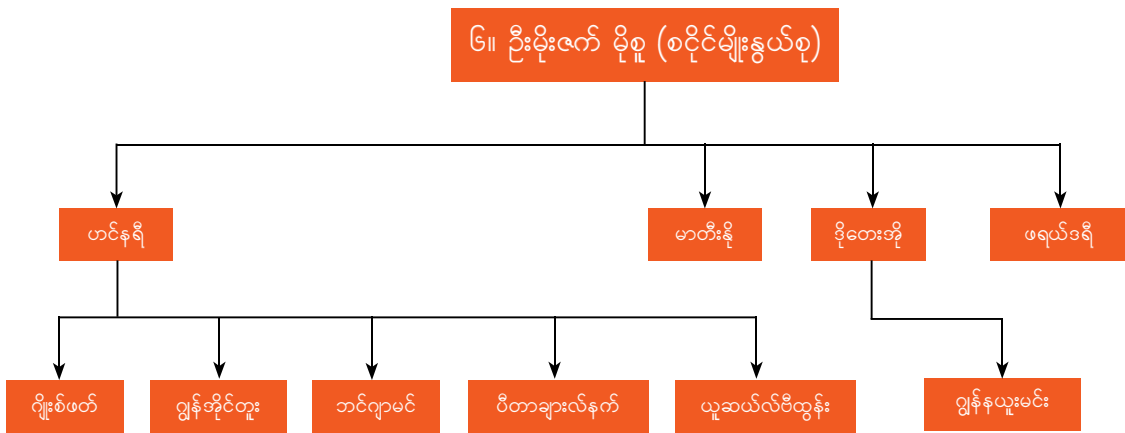 ၆။ ဦးမိုးဇက် မိုစူ (စငိုင်မျိုးနွယ်စု)
ဟင်နရီ
မာတီးနို
ဒိုတေးအို
ဖရယ်ဒရီ
ဂျိုးစ်ဖတ်
ဂျွန်အိုင်တူး
ဘင်ဂျာမင်
ပီတာချားလ်နက်
ယူဆယ်လ်ဗီထွန်း
ဂျွန်နယူးမင်း